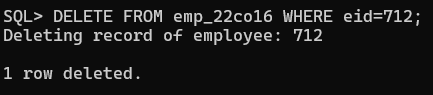 SQL> DELETE FROM emp_22co16 WHERE eid=712;
Deleting record of employee: 712
1 row deleted.